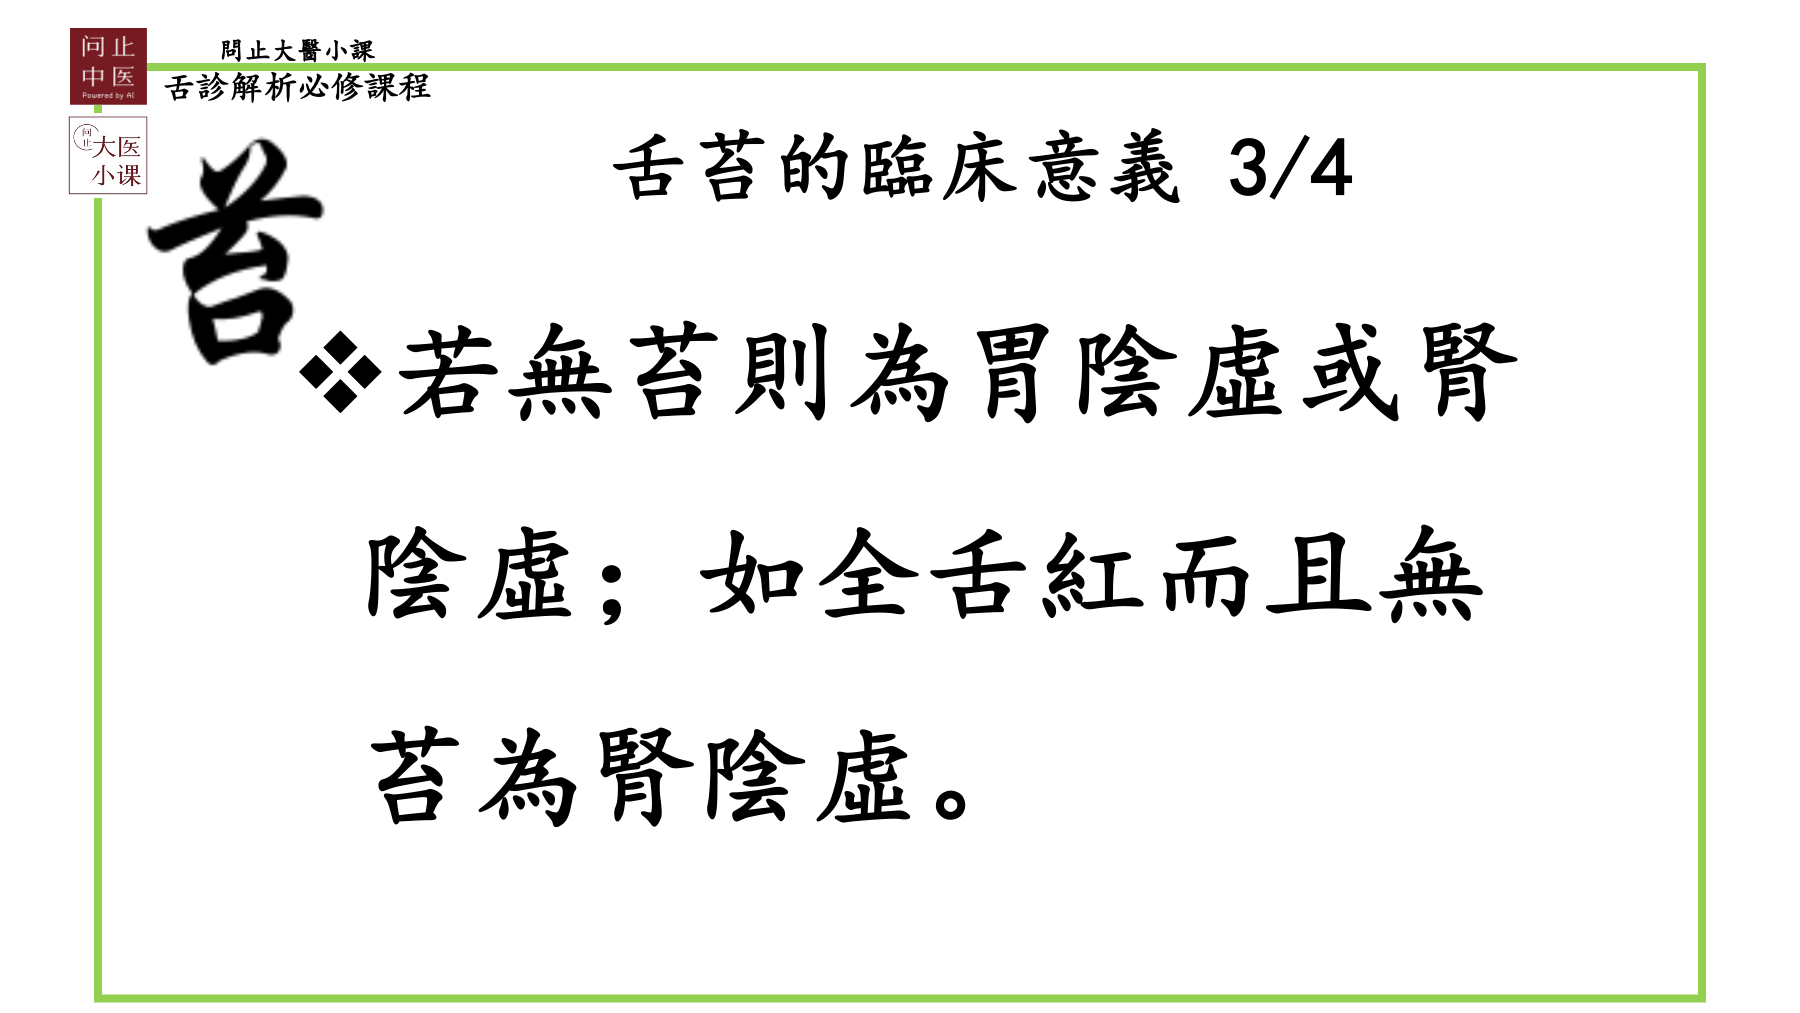 问止
中医
Powered by AI
問止大醫小課
舌診解析必修課程
问止
大医
小课
苔
舌苔的臨床意義 3/4
❖若無苔則為胃陰虛或腎
陰虛；如全舌紅而且無
苔為腎陰虛。